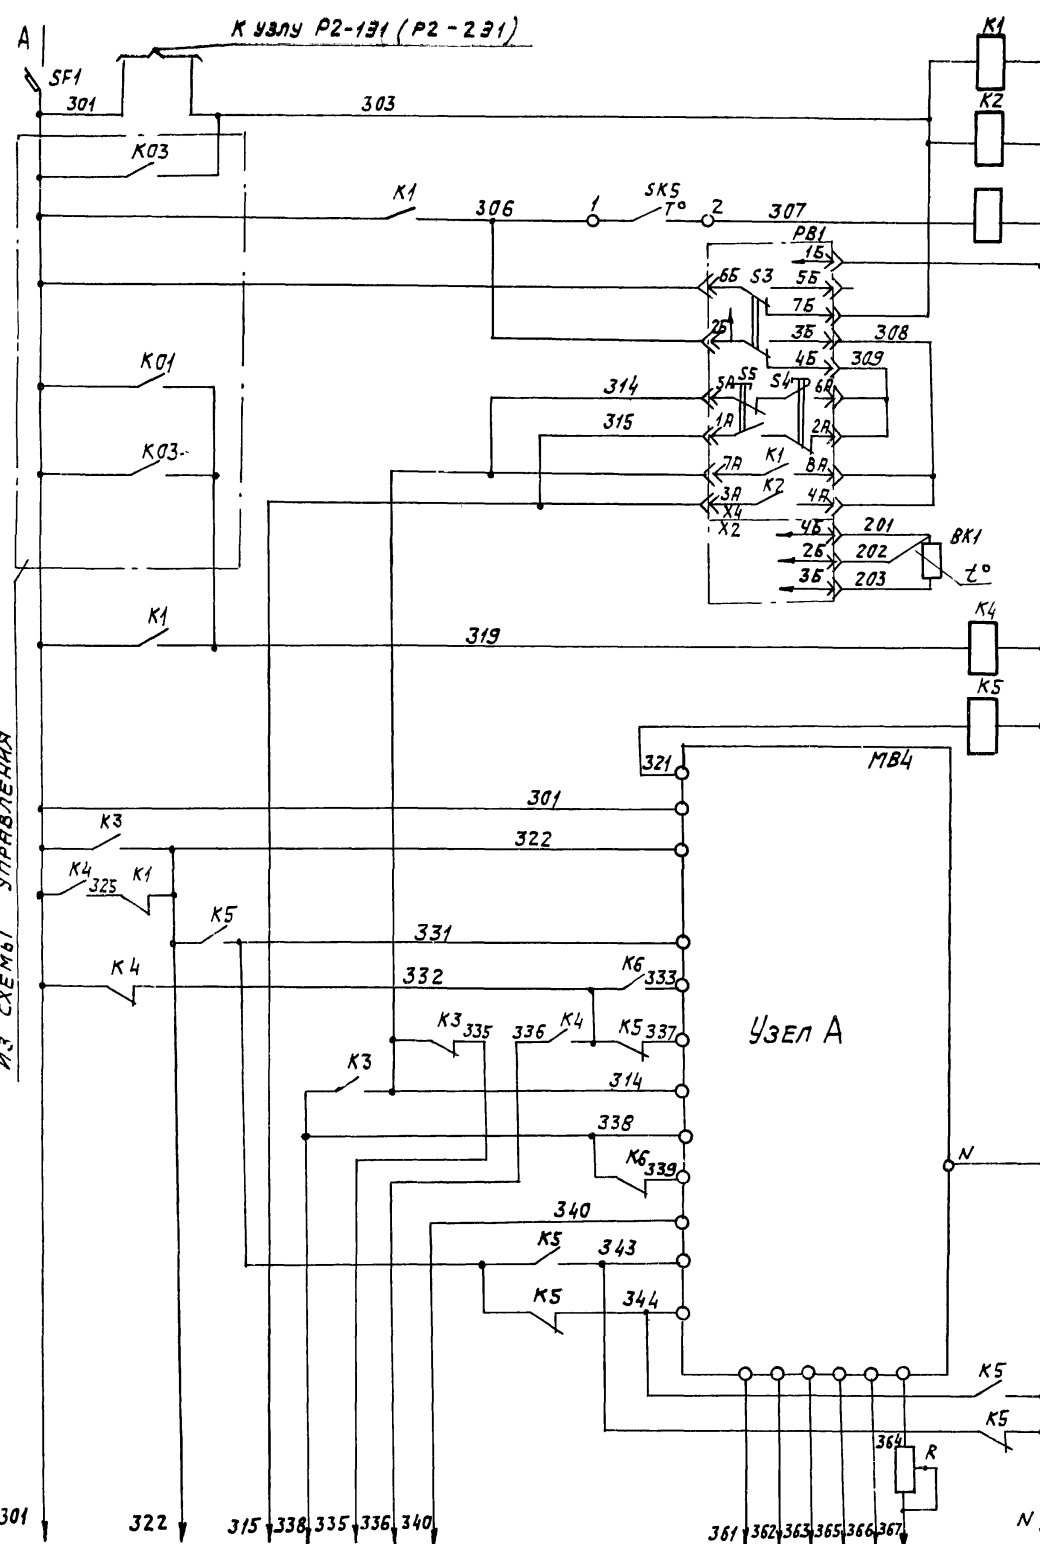 А
К узлу Р2-1Э1 (Р2-2Э1)
К1
SF1
301
303
К2
К03
К1
306
1
SK5
T°
2
307
РВ1
1Б
6Б
S3
5Б
7Б
2Б
3Б
308
4Б
309
К01
314
5А
S5
S4
6А
315
1А
2А
К03
7А
К1
8А
3А
К2
4А
Х4
Х2
4Б
201
ВК1
2Б
202
3Б
203
t°
К1
319
К4
К5
321
МВ4
301
К3
322
К4
325
К1
К5
331
К4
332
К6
333
К3
335
336
К4
К5
337
Узел А
К3
314
338
N
К6
339
340
К5
343
К5
344
К5
К5
364
R
ИЗ СХЕМЫ УПРАВЛЕНИЯ
301
322
315
338
335
336
340
361
362
363
365
366
367
N